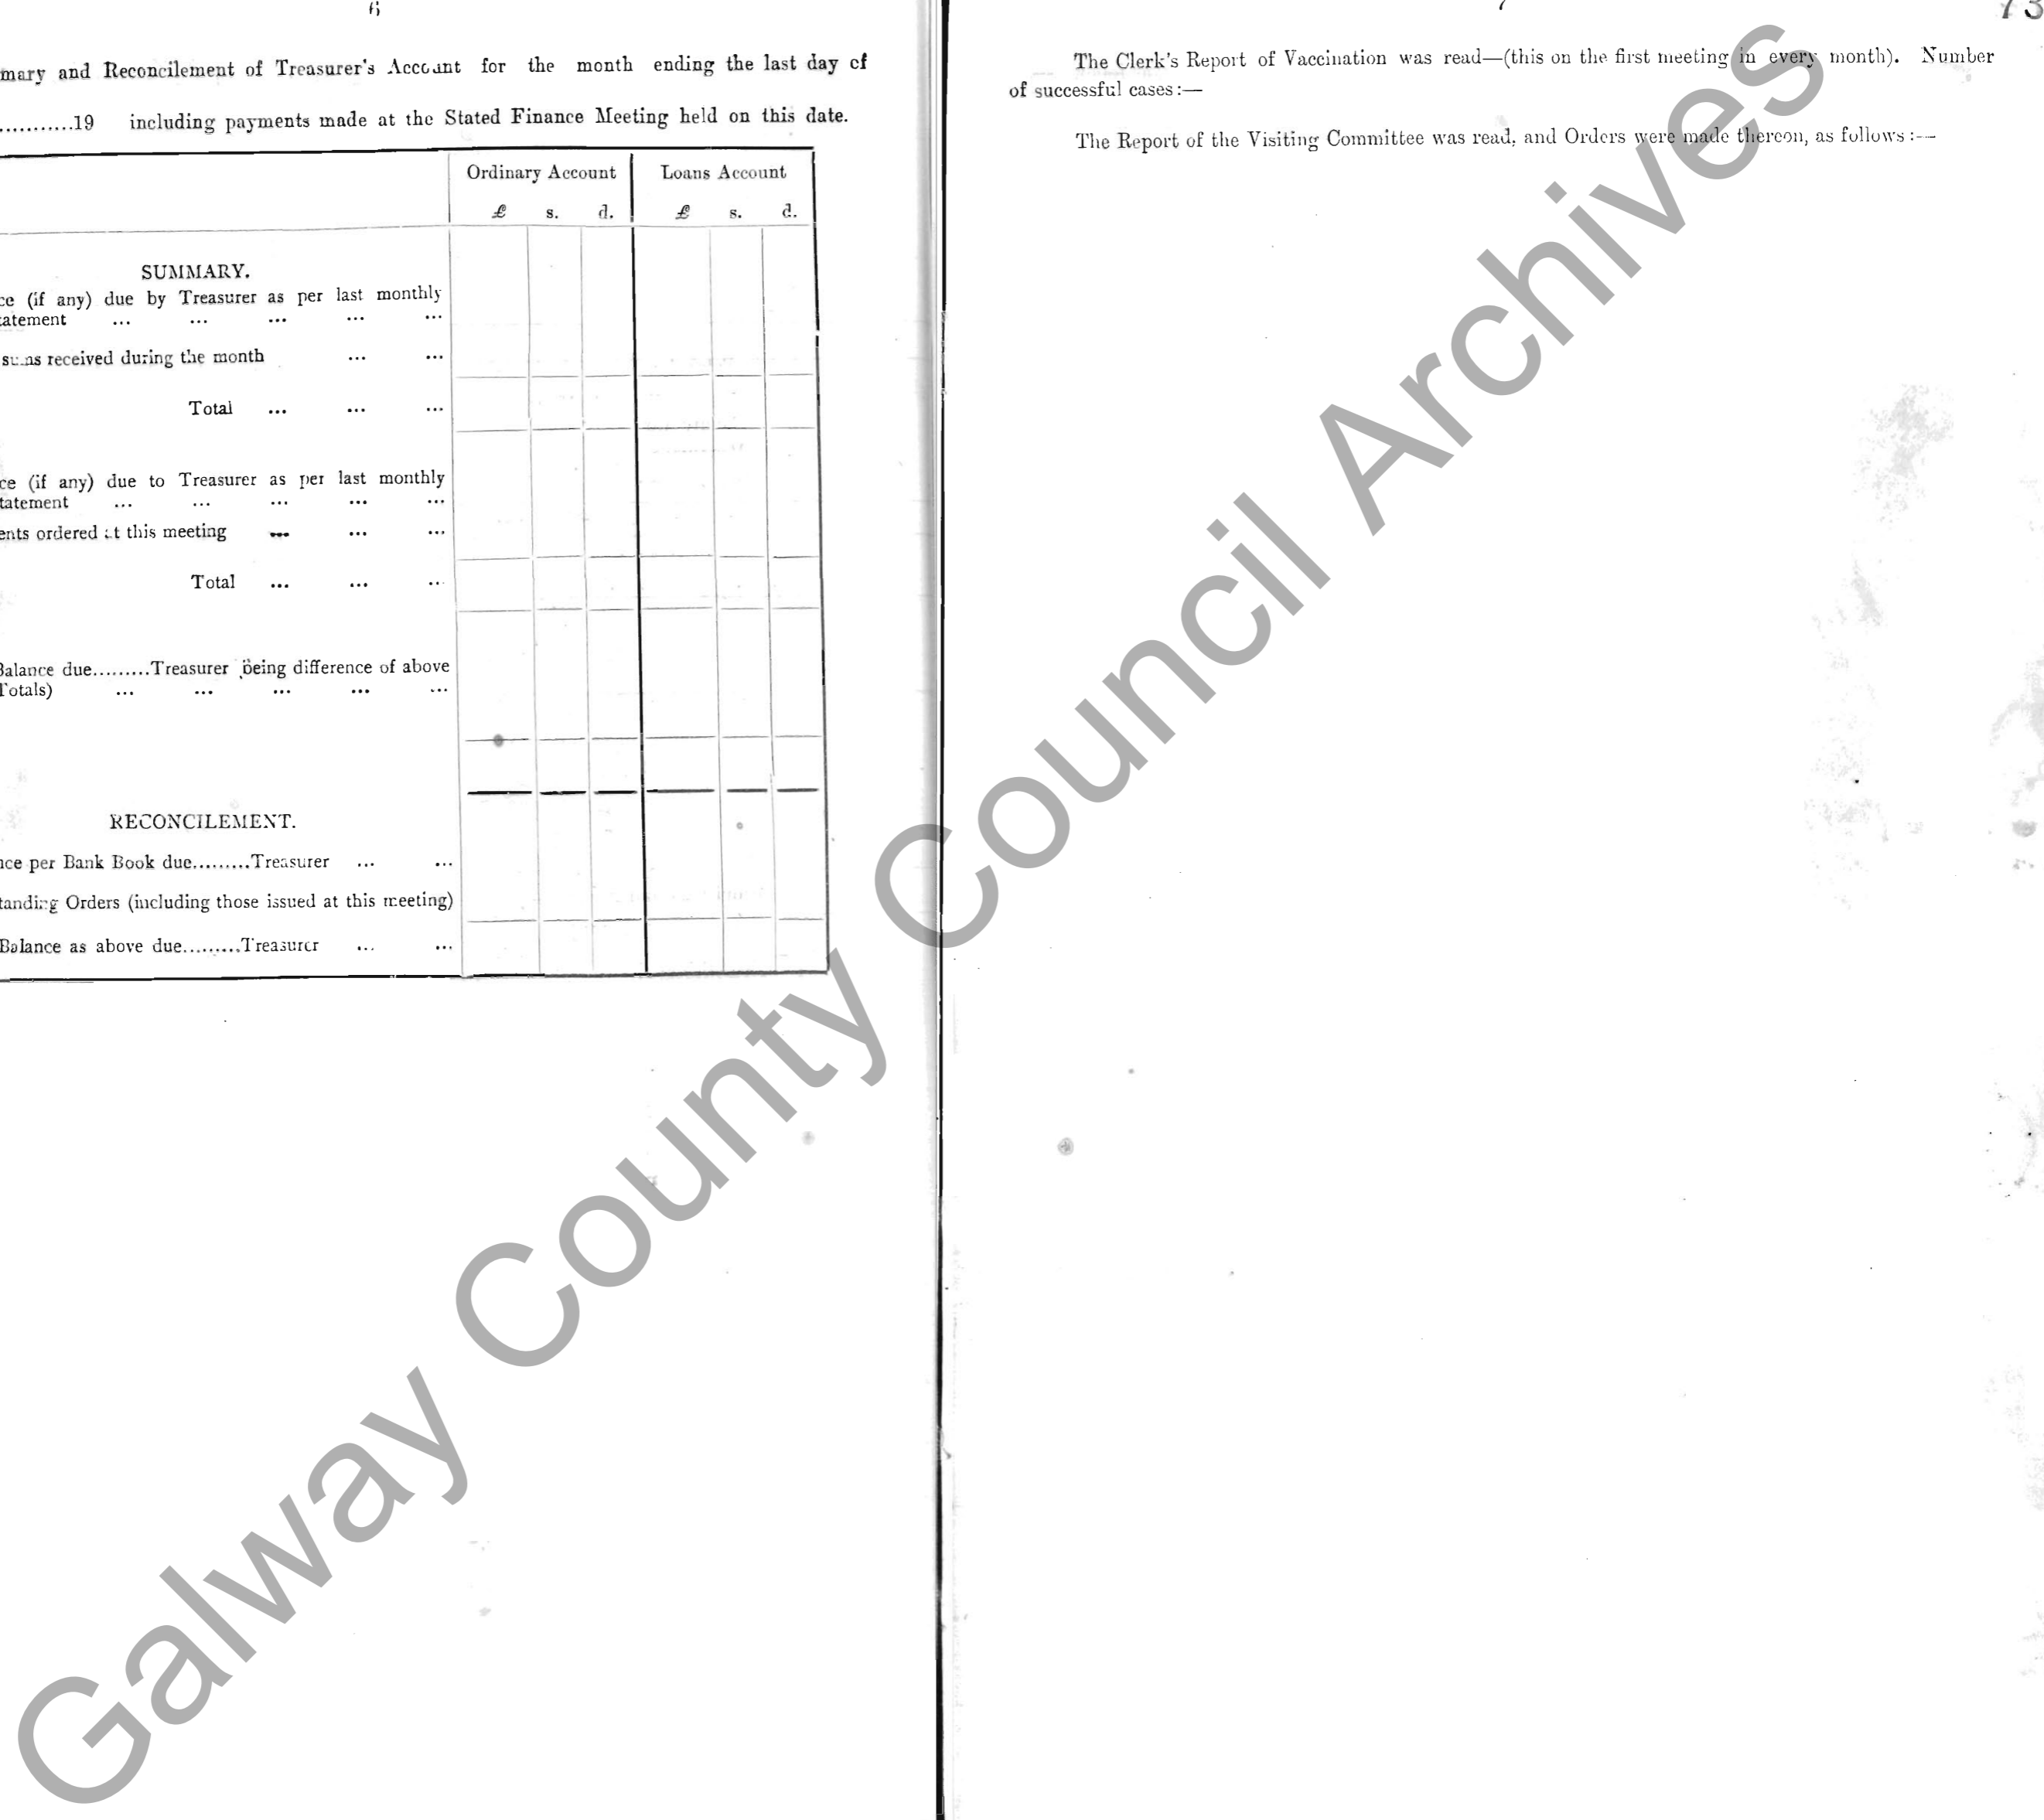 6
mary and Reconcilement of Treasurer's Account for the month ending the last day of
...........19 including payments made at the Stated Finance Meeting held on this date.
Ordinary Account Loans Account
£ s. d. £ s. d.
SUMMARY.
ce (if any) due by Treasurer as per last monthly
tatement ... ... ... ... ...
sums received during the month ... ...
Total ... ... ...
ce (if any) due to Treasurer as per last monthly
tatement ... ... ... ... ...
ents ordered at this meeting ... ... ...
Total ... ... ...
Balance due.........Treasurer being difference of above
Totals) ... ... ... ... ...
RECONCILEMENT.
nce per Bank Book due.........Treasurer ... ...
tanding Orders (including those issued at this meeting)
Balance as above due.........Treasurer ... ...
7
73
The Clerk's Report of Vaccination was read—(this on the first meeting in every month). Number
of successful cases:—
The Report of the Visiting Committee was read, and Orders were made thereon, as follows:—
Galway County Council Archives